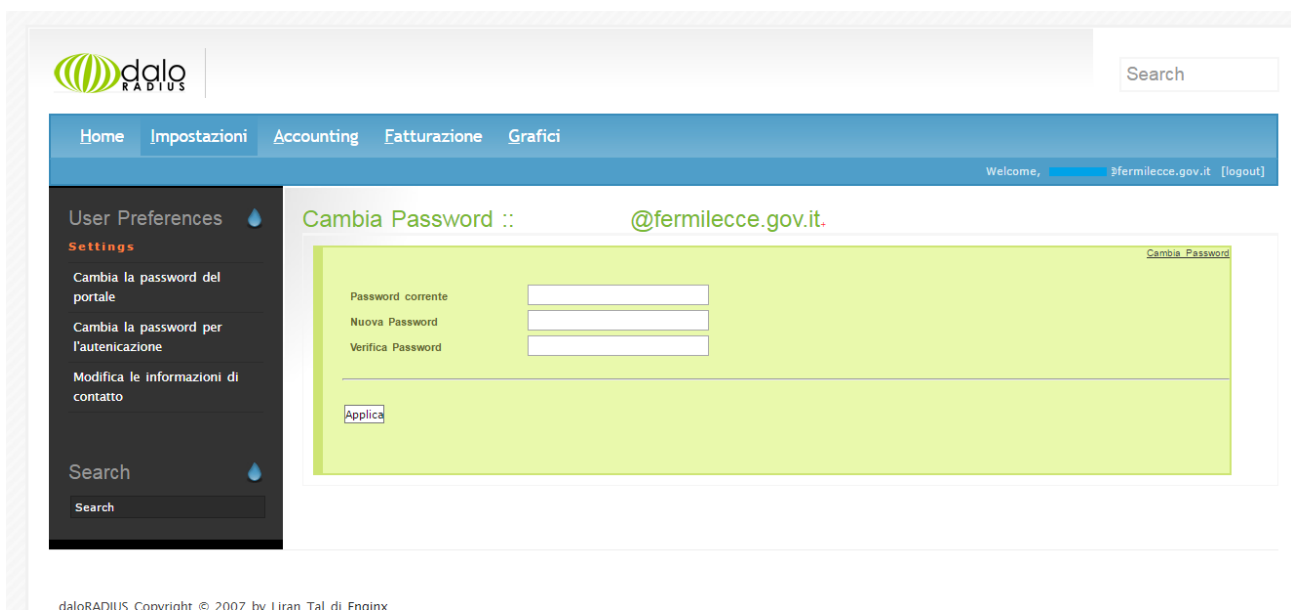 dalo
RADIUS
Search
Home Impostazioni Accounting Fatturazione Grafici
Welcome, @fermilecce.gov.it [logout]
User Preferences
Settings
Cambia la password del
portale
Cambia la password per
l'autenicazione
Modifica le informazioni di
contatto
Search
Search
Cambia Password :: @fermilecce.gov.it+
Cambia Password
Password corrente
Nuova Password
Verifica Password
Applica
daloRADIUS Copyright © 2007 by Liran Tal di Enginx